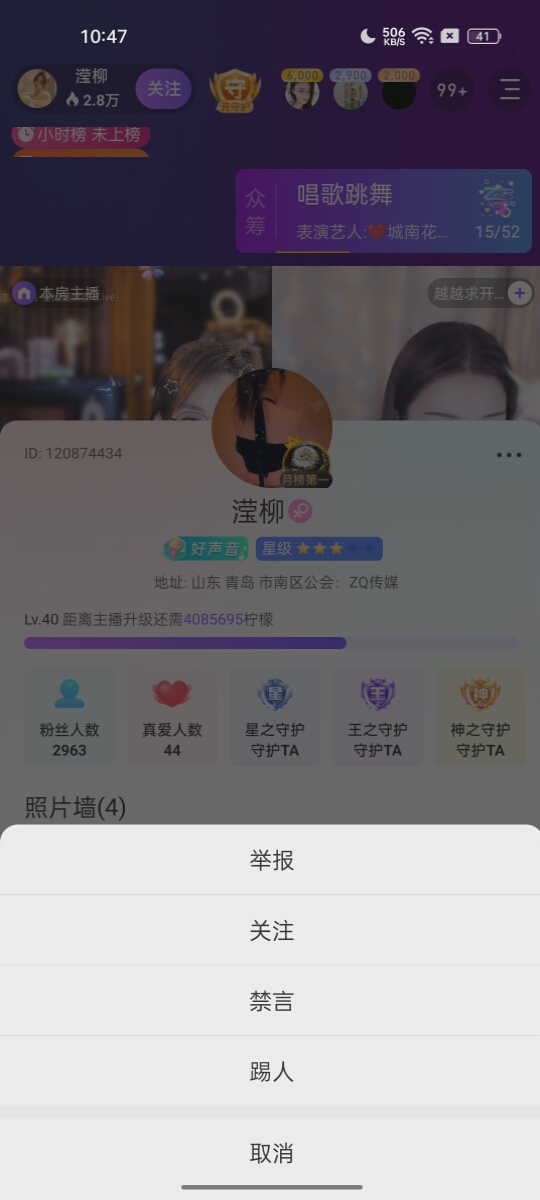 10:47
506
KB/S
41
滢柳
2.8万
关注
守
开守护
6,000
2,900
2,000
99+
小时榜 未上榜
众
筹
唱歌跳舞
表演艺人:❤️城南花...
15/52
本房主播
越越求开...
ID: 120874434
月榜第一
滢柳
好声音
星级
地址: 山东 青岛 市南区公会：ZQ传媒
Lv.40 距离主播升级还需4085695柠檬
星
王
神
粉丝人数
真爱人数
星之守护
王之守护
神之守护
2963
44
守护TA
守护TA
守护TA
照片墙(4)
举报
关注
禁言
踢人
取消